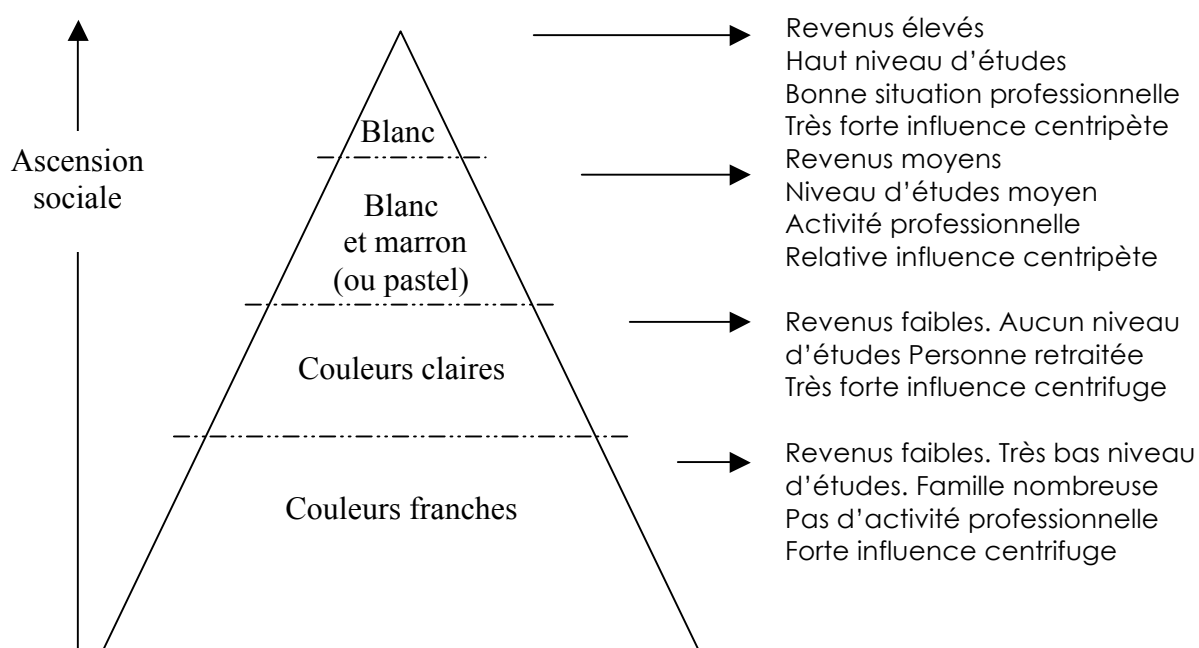 Ascension
sociale
Blanc
Blanc
et marron
(ou pastel)
Couleurs claires
Couleurs franches
Revenus élevés
Haut niveau d'études
Bonne situation professionnelle
Très forte influence centripète
Revenus moyens
Niveau d'études moyen
Activité professionnelle
Relative influence centripète
Revenus faibles. Aucun niveau
d'études Personne retraitée
Très forte influence centrifuge
Revenus faibles. Très bas niveau
d'études. Famille nombreuse
Pas d'activité professionnelle
Forte influence centrifuge